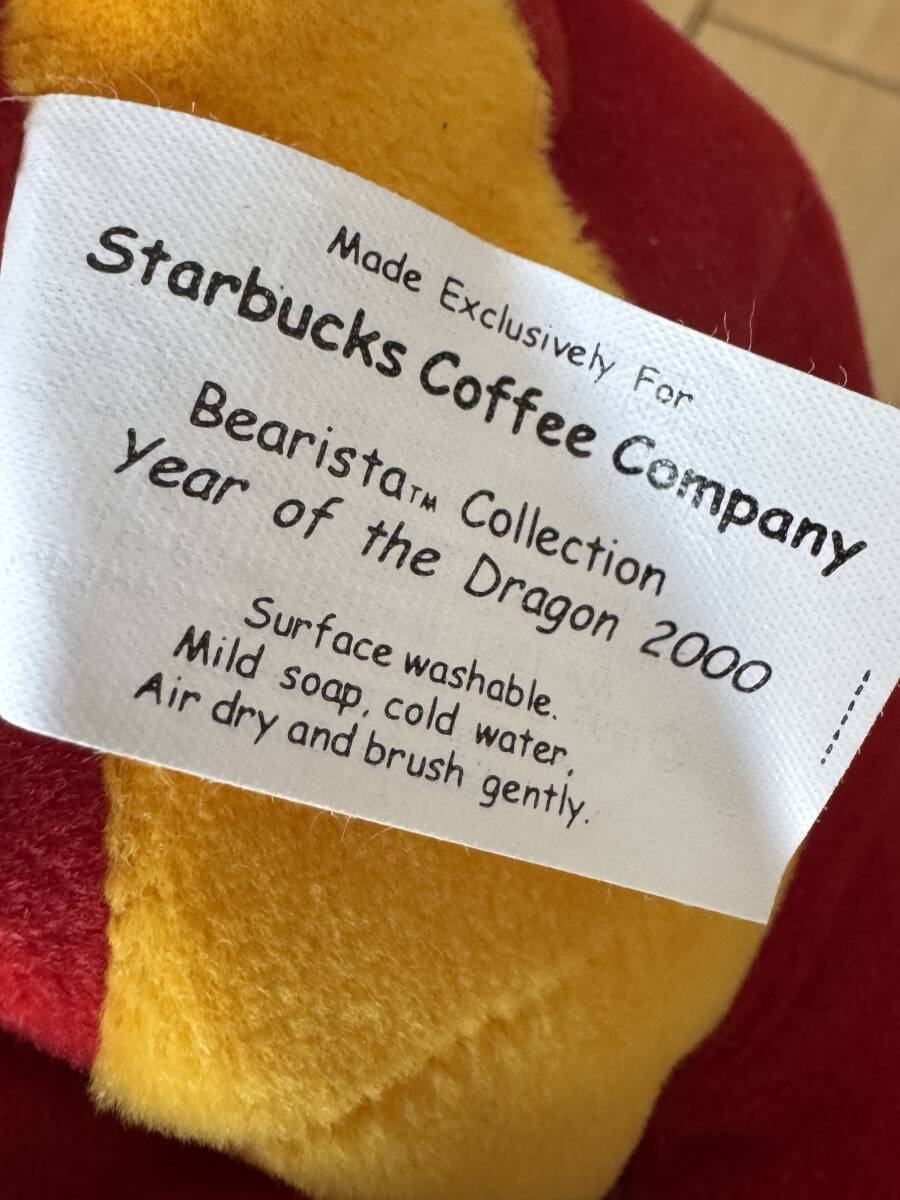 Made Exclusively For
Starbucks Coffee Company
Bearista™ Collection
Year of the Dragon 2000
Surface washable.
Mild soap, cold water,
Air dry and brush gently.